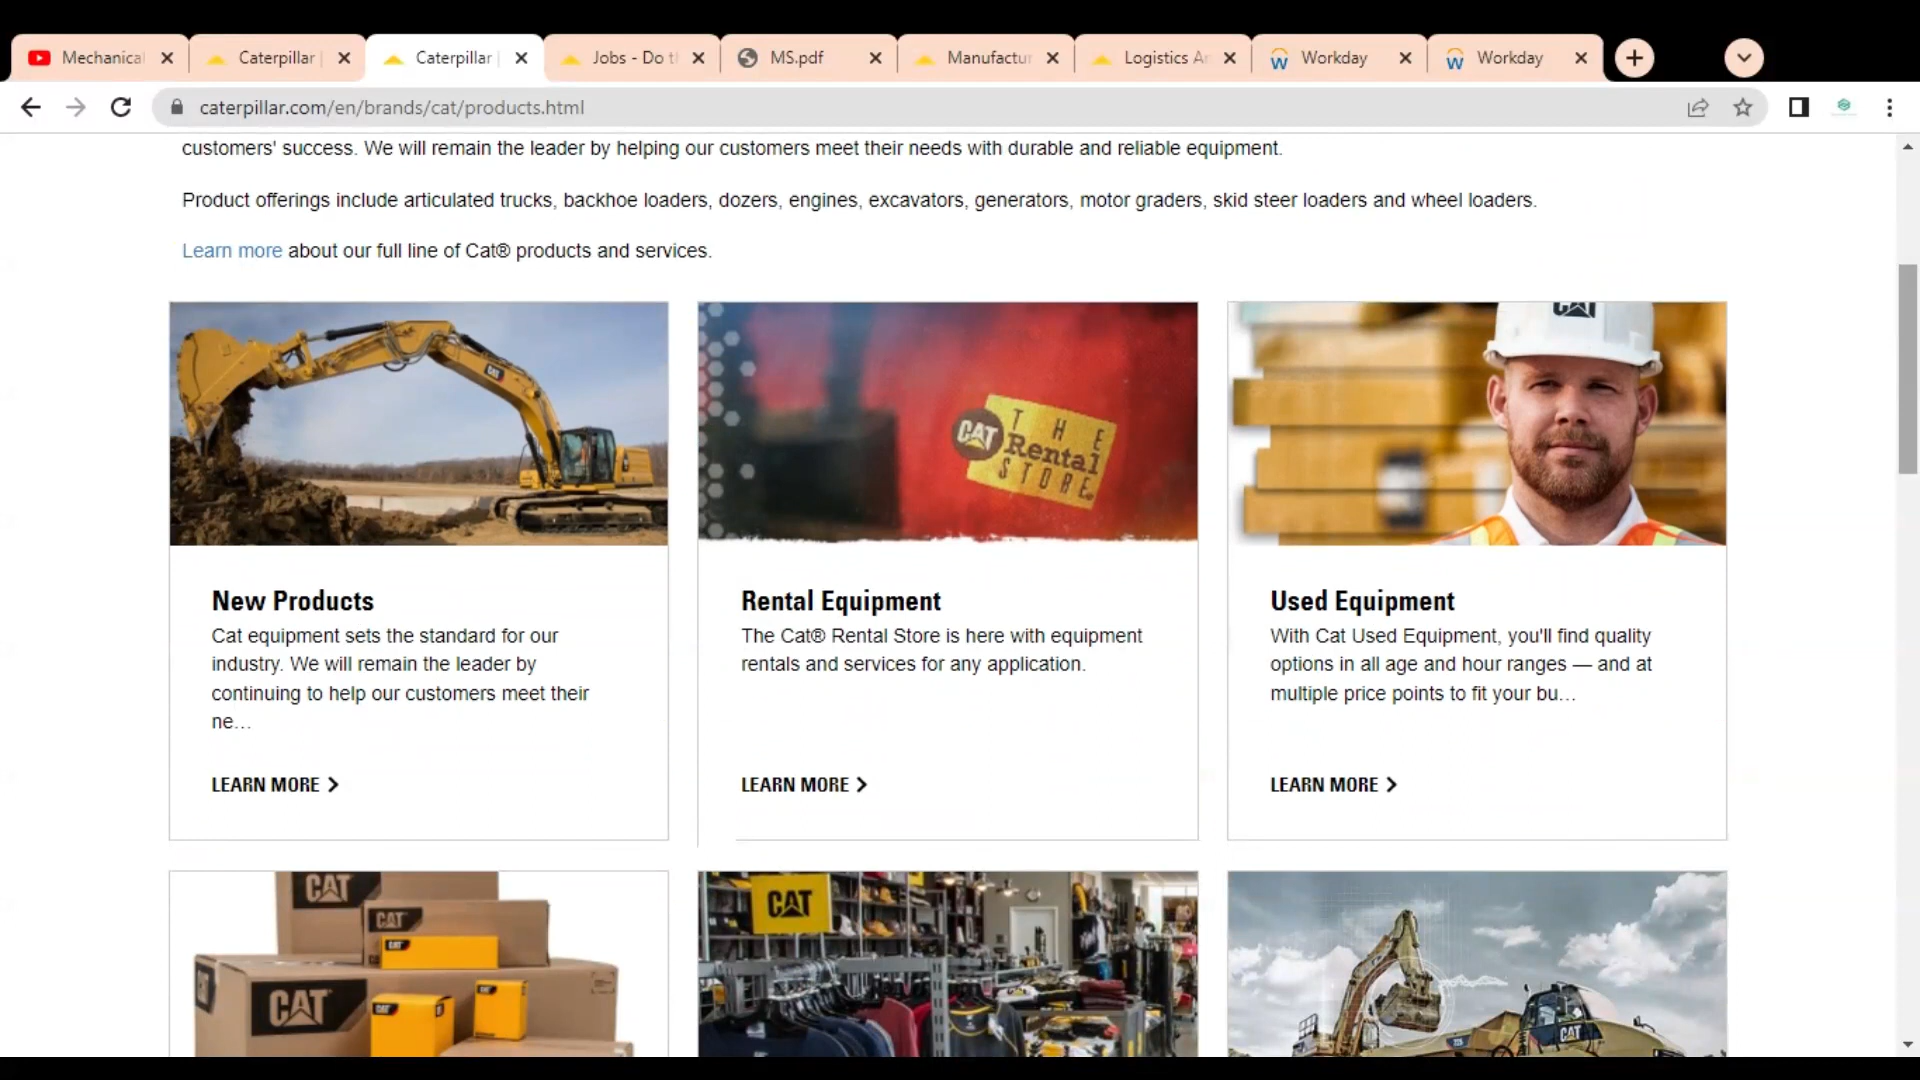 Mechanical
Caterpillar
Caterpillar
Jobs - Do t
MS.pdf
Manufactur
Logistics A
Workday
Workday
caterpillar.com/en/brands/cat/products.html
customers' success. We will remain the leader by helping our customers meet their needs with durable and reliable equipment.
Product offerings include articulated trucks, backhoe loaders, dozers, engines, excavators, generators, motor graders, skid steer loaders and wheel loaders.
Learn more about our full line of Cat® products and services.
CAT
CAT THE
Rental
STORE
CAT
New Products
Cat equipment sets the standard for our
industry. We will remain the leader by
continuing to help our customers meet their
ne...
LEARN MORE
Rental Equipment
The Cat® Rental Store is here with equipment
rentals and services for any application.
LEARN MORE
Used Equipment
With Cat Used Equipment, you'll find quality
options in all age and hour ranges — and at
multiple price points to fit your bu...
LEARN MORE
CAT
CAT
CAT
CAT
CAT
CAT